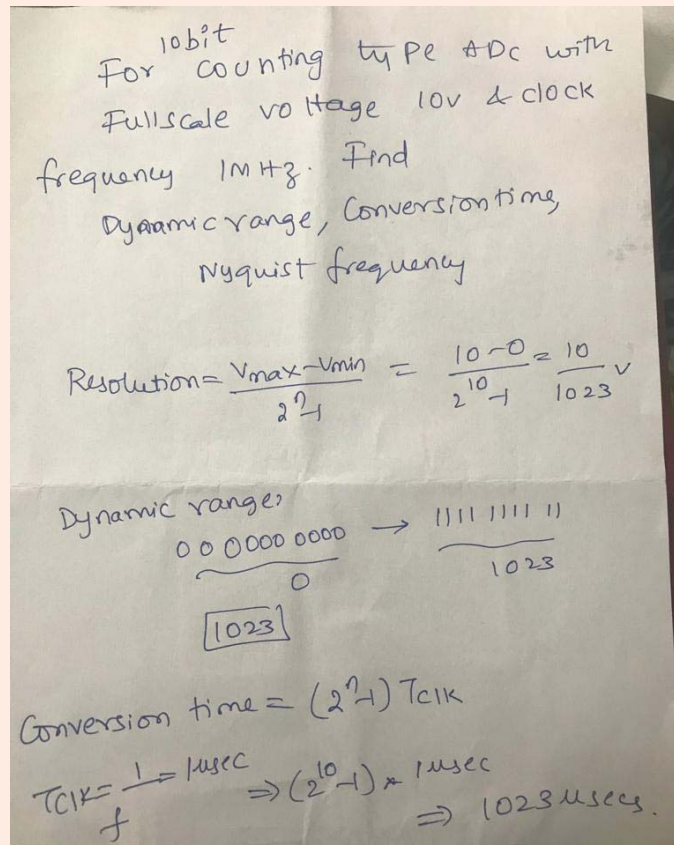 10bit
For counting type ADC with
Fullscale voltage 10v & clock
frequency 1MHz. Find
Dynamic range, Conversion time,
Nyquist frequency
Resolution = Vmax-Vmin / 2^n-1 = 10-0 / 2^10-1 = 10 / 1023 v
Dynamic range,
00 0000 0000 → 1111 1111 11
0 1023
1023
Conversion time = (2^n-1) Tclk
Tclk = 1/f = 1μsec ⇒ (2^10-1) * 1μsec
⇒ 1023 μsecs.